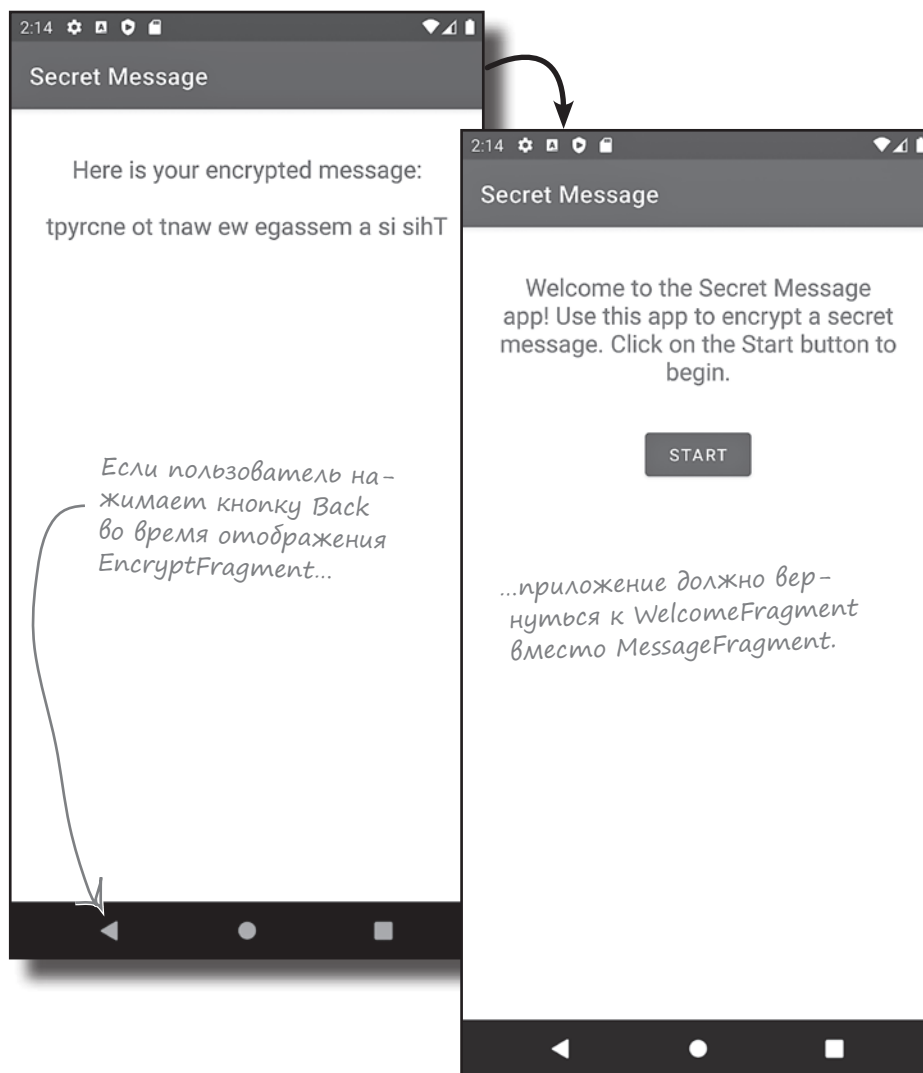 2:14
Secret Message
Here is your encrypted message:
tpyrcne ot tnaw ew egassem a si sihT
Если пользователь на-
жимает кнопку Back
во время отображения
EncryptFragment...
2:14
Secret Message
Welcome to the Secret Message
app! Use this app to encrypt a secret
message. Click on the Start button to
begin.
START
...приложение должно вер-
нуться к WelcomeFragment
вместо MessageFragment.